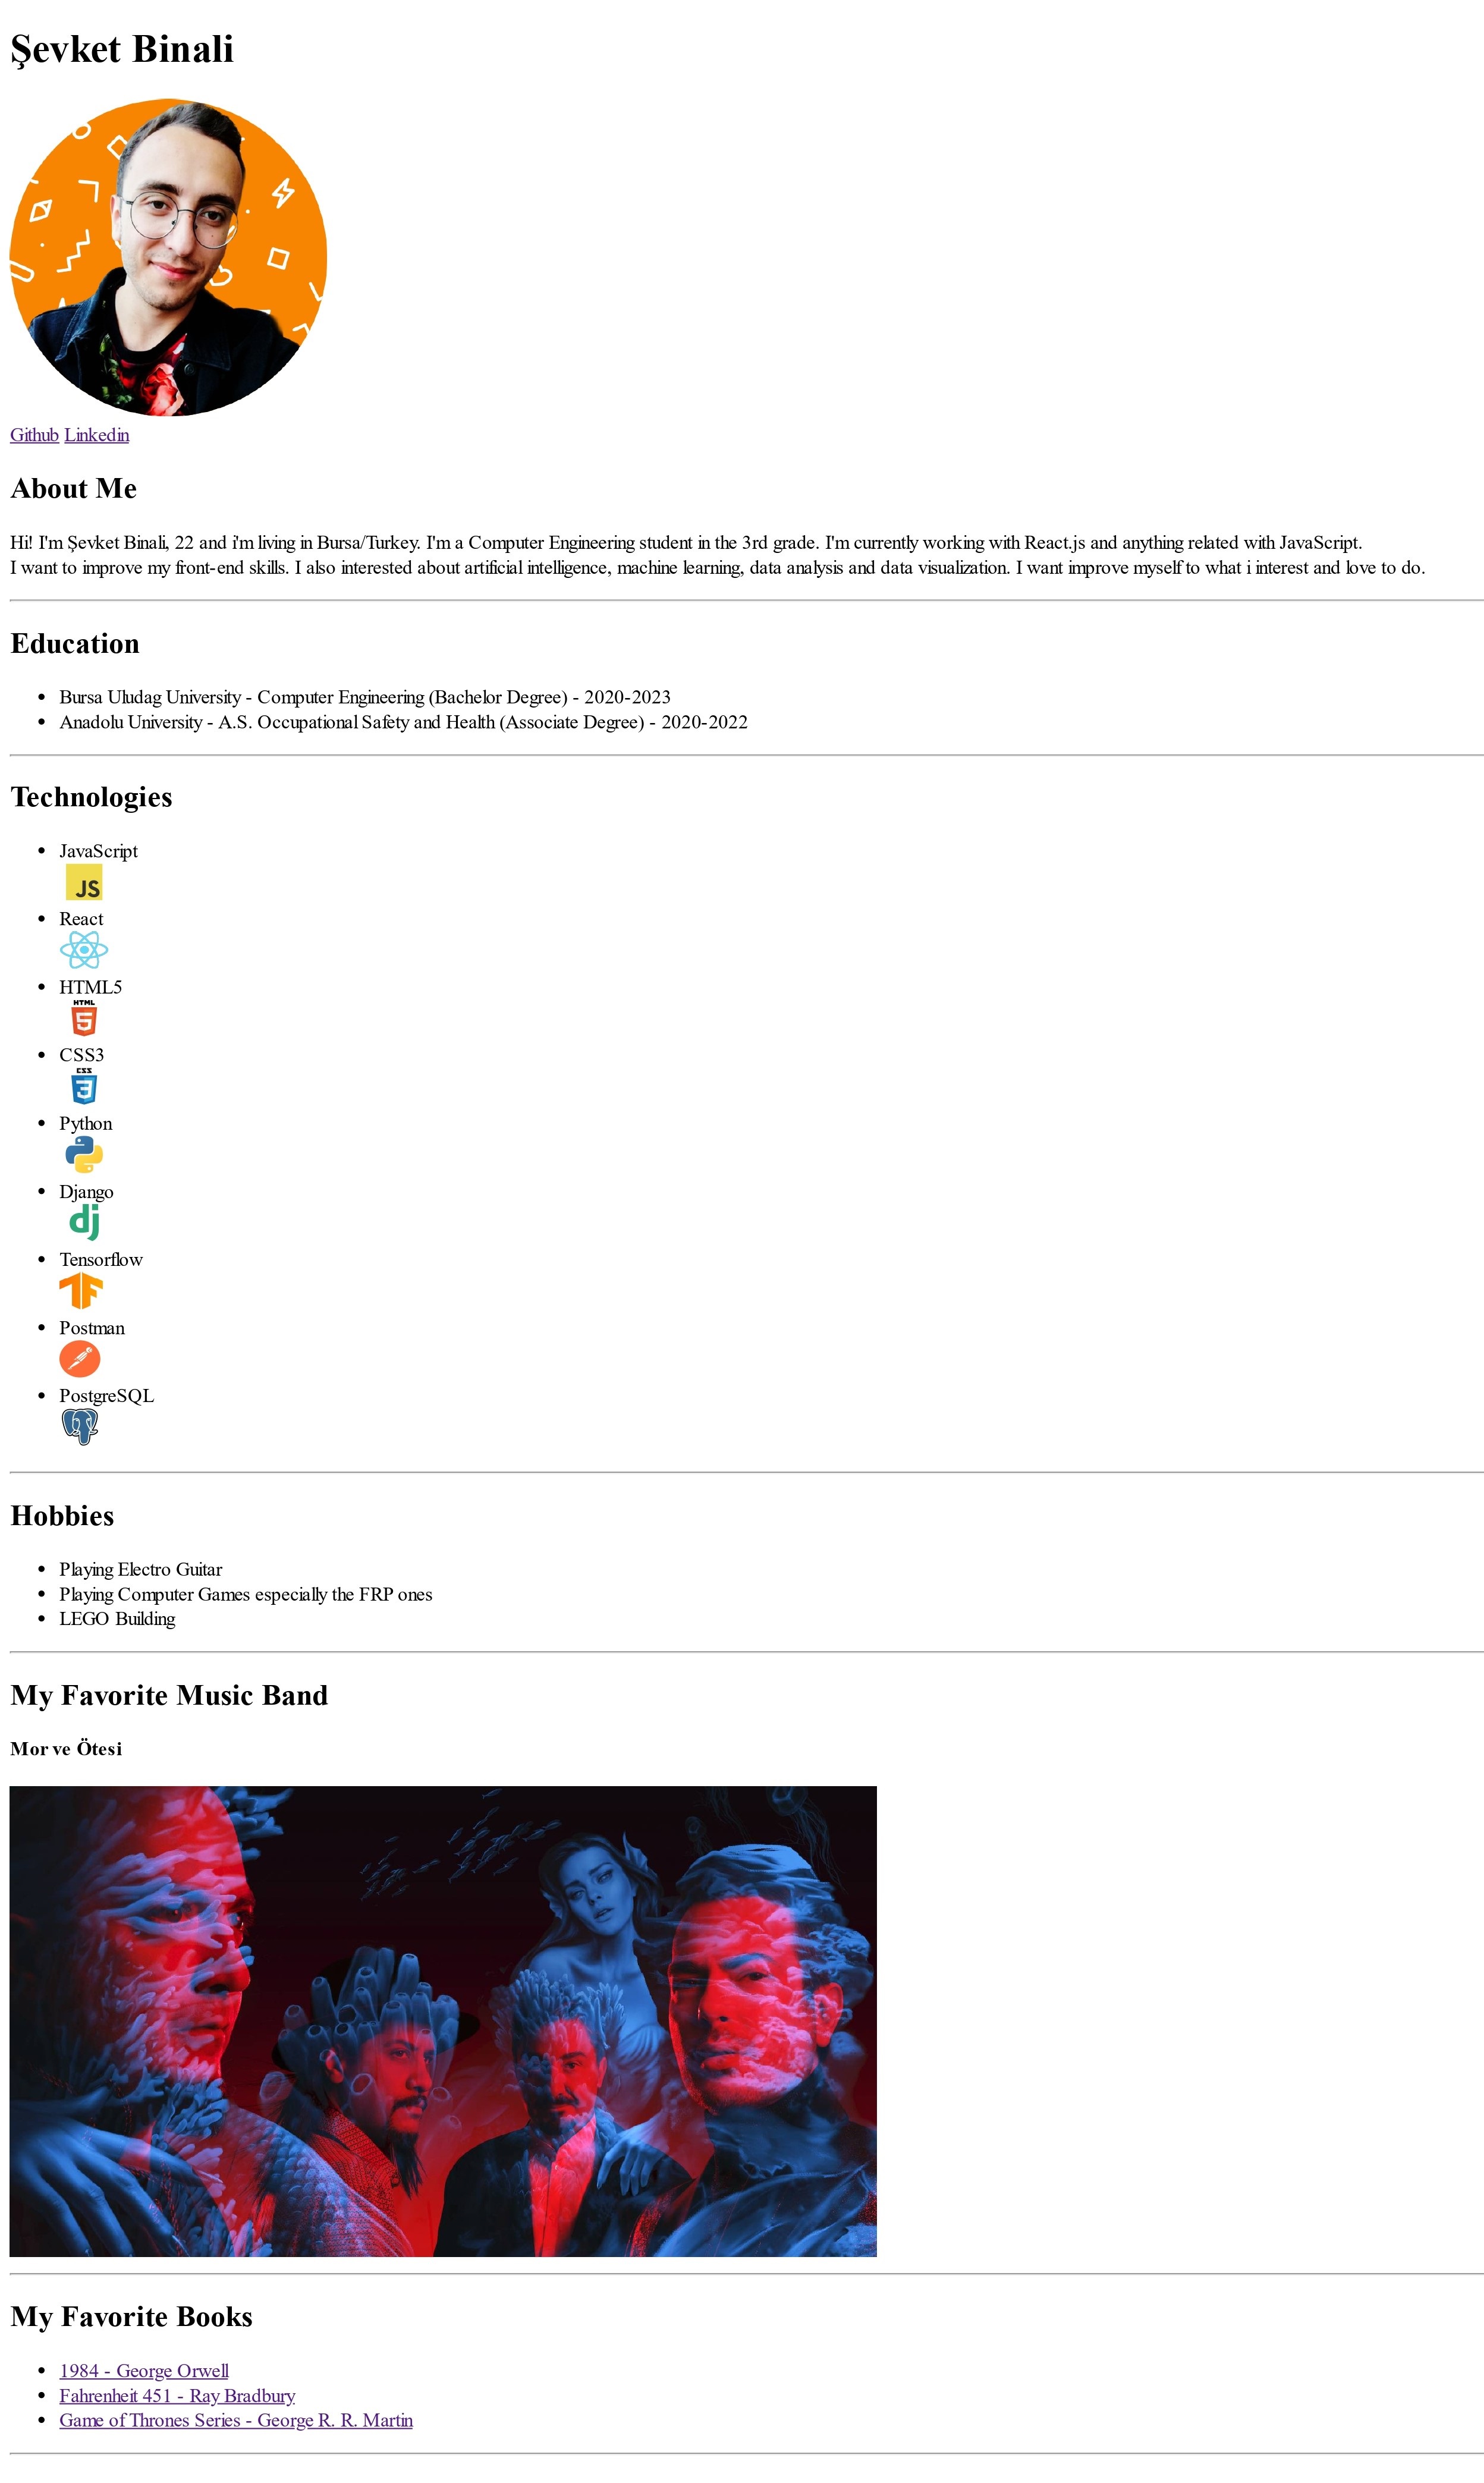 Şevket Binali
Github Linkedin
About Me
Hi! I'm Şevket Binali, 22 and i'm living in Bursa/Turkey. I'm a Computer Engineering student in the 3rd grade. I'm currently working with React.js and anything related with JavaScript.
I want to improve my front-end skills. I also interested about artificial intelligence, machine learning, data analysis and data visualization. I want improve myself to what i interest and love to do.
Education
Bursa Uludag University - Computer Engineering (Bachelor Degree) - 2020-2023
Anadolu University - A.S. Occupational Safety and Health (Associate Degree) - 2020-2022
Technologies
JavaScript
JS
React
HTML5
HTML
5
CSS3
CSS
3
Python
Django
dj
Tensorflow
TF
Postman
PostgreSQL
Hobbies
Playing Electro Guitar
Playing Computer Games especially the FRP ones
LEGO Building
My Favorite Music Band
Mor ve Ötesi
My Favorite Books
1984 - George Orwell
Fahrenheit 451 - Ray Bradbury
Game of Thrones Series - George R. R. Martin